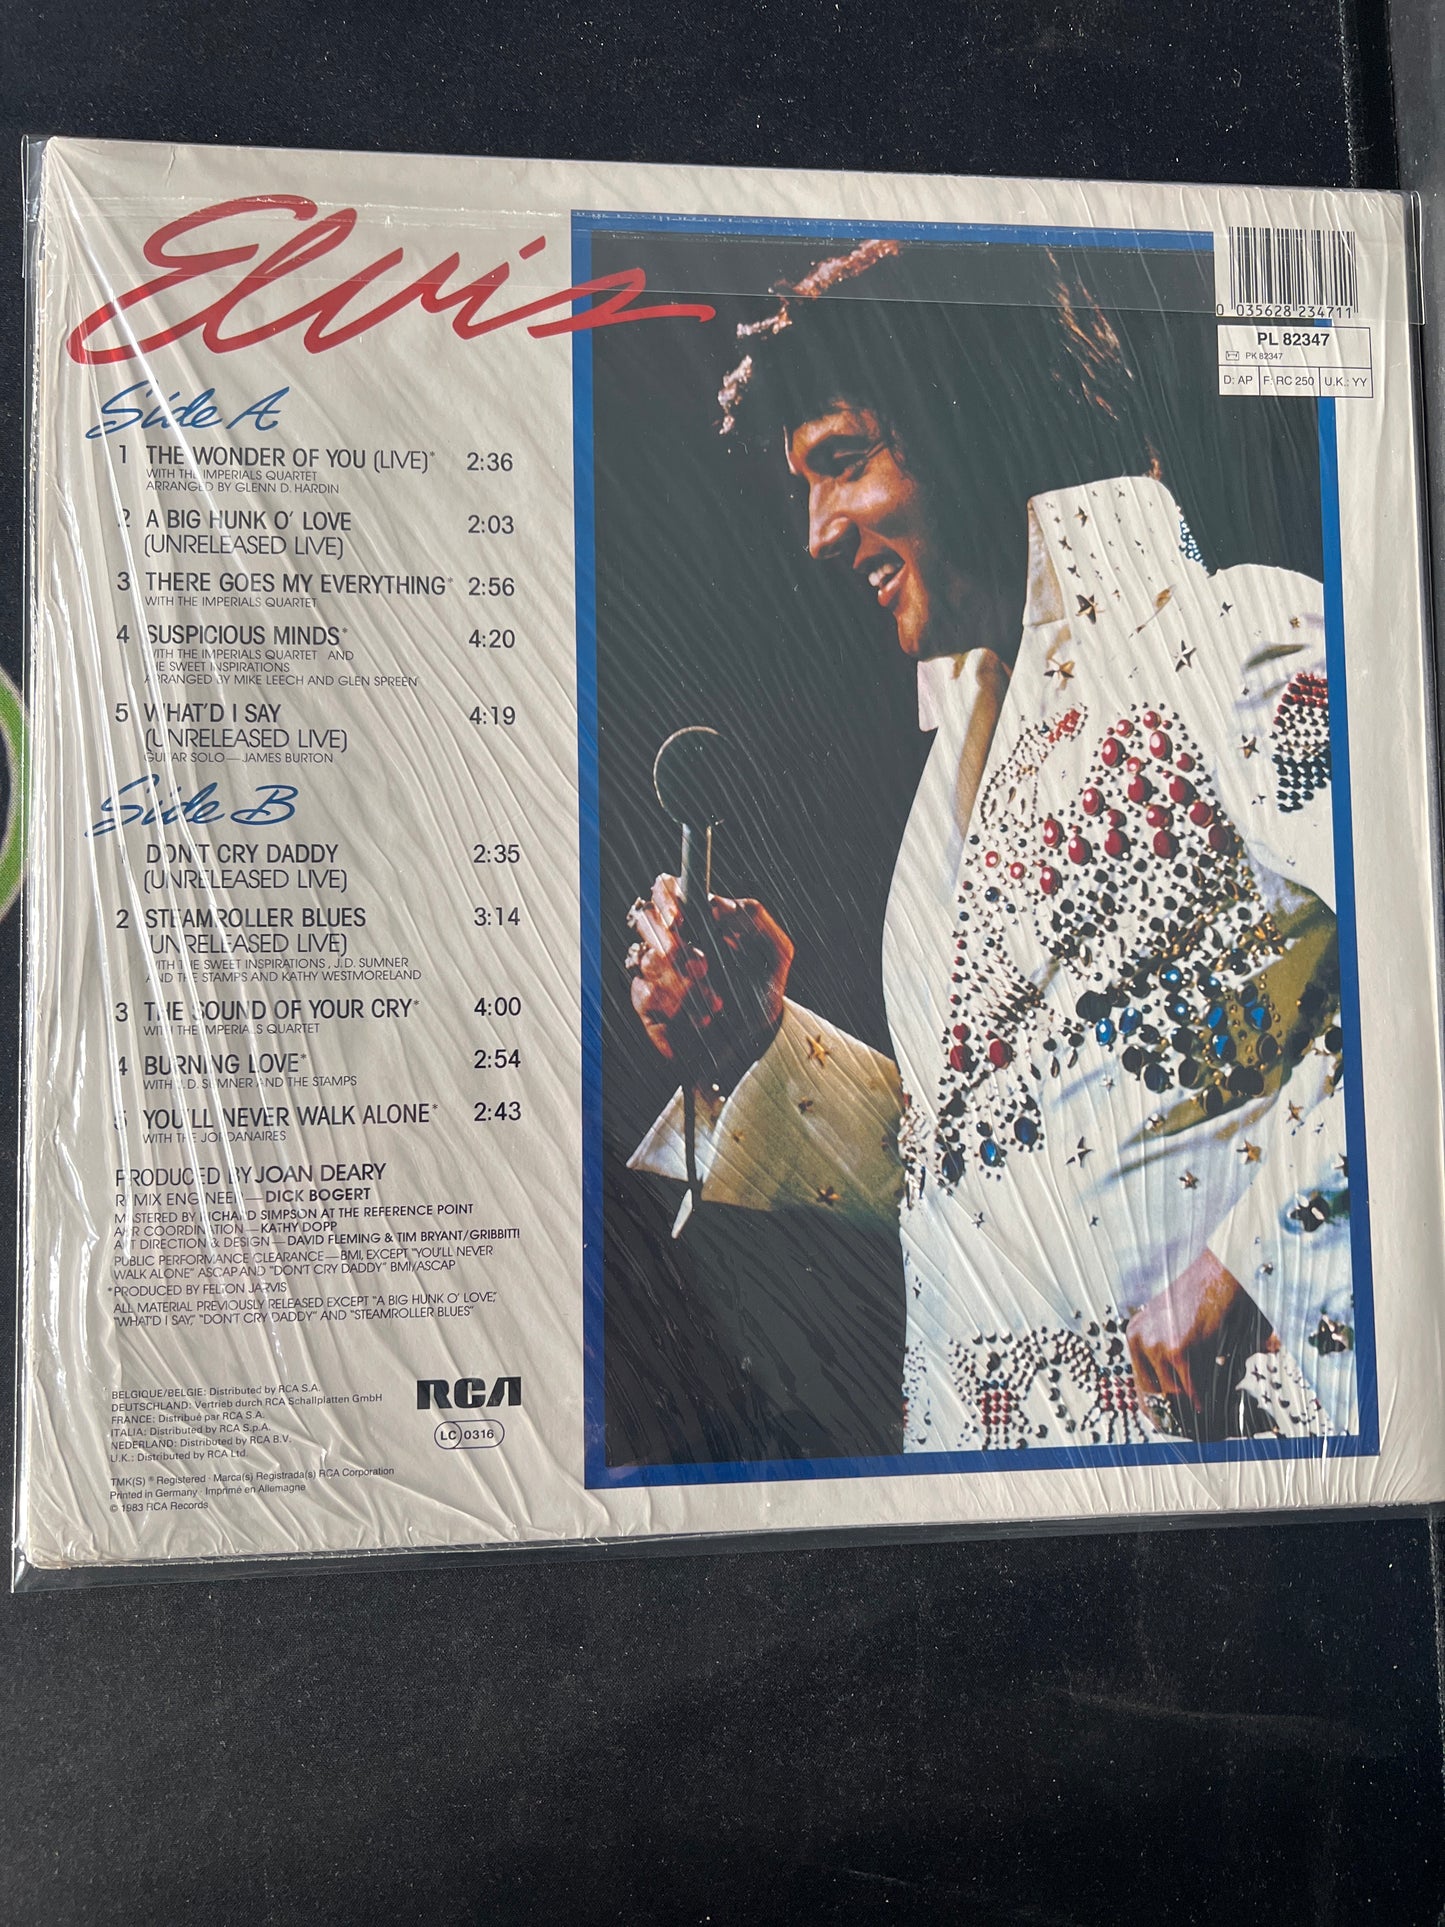 Elvis
0 035628 234711
PL 82347
PK 82347
D: AP F: RC 250 U.K.: YY
Side A
1 THE WONDER OF YOU (LIVE)* 2:36
WITH THE IMPERIALS QUARTET
ARRANGED BY GLENN D. HARDIN
2 A BIG HUNK O' LOVE 2:03
(UNRELEASED LIVE)
3 THERE GOES MY EVERYTHING* 2:56
WITH THE IMPERIALS QUARTET
4 SUSPICIOUS MINDS* 4:20
WITH THE IMPERIALS QUARTET AND
THE SWEET INSPIRATIONS
ARRANGED BY MIKE LEECH AND GLEN SPREEN
5 WHAT'D I SAY 4:19
(UNRELEASED LIVE)
GUITAR SOLO—JAMES BURTON
Side B
1 DON'T CRY DADDY 2:35
(UNRELEASED LIVE)
2 STEAMROLLER BLUES 3:14
(UNRELEASED LIVE)
WITH THE SWEET INSPIRATIONS, J.D. SUMNER
AND THE STAMPS AND KATHY WESTMORELAND
3 THE SOUND OF YOUR CRY* 4:00
WITH THE IMPERIALS QUARTET
4 BURNING LOVE* 2:54
WITH J.D. SUMNER AND THE STAMPS
5 YOU'LL NEVER WALK ALONE* 2:43
WITH THE JORDANAIRES
PRODUCED BY JOAN DEARY
REMIX ENGINEER—DICK BOGERT
MASTERED BY RICHARD SIMPSON AT THE REFERENCE POINT
A&R COORDINATION—KATHY DOPP
ART DIRECTION & DESIGN—DAVID FLEMING & TIM BRYANT/GRIBBITT!
PUBLIC PERFORMANCE CLEARANCE—BMI, EXCEPT "YOU'LL NEVER
WALK ALONE" ASCAP AND "DON'T CRY DADDY" BMI/ASCAP
*PRODUCED BY FELTON JARVIS
ALL MATERIAL PREVIOUSLY RELEASED EXCEPT "A BIG HUNK O' LOVE,"
"WHAT'D I SAY," "DON'T CRY DADDY" AND "STEAMROLLER BLUES"
BELGIQUE/BELGIE: Distributed by RCA S.A.
DEUTSCHLAND: Vertrieb durch RCA Schallplatten GmbH
FRANCE: Distribué par RCA S.A.
ITALIA: Distributed by RCA S.p.A.
NEDERLAND: Distributed by RCA B.V.
U.K.: Distributed by RCA Ltd.
RCA
LC 0316
TMK(S) ® Registered · Marca(s) Registrada(s) RCA Corporation
Printed in Germany · Imprimé en Allemagne
© 1983 RCA Records